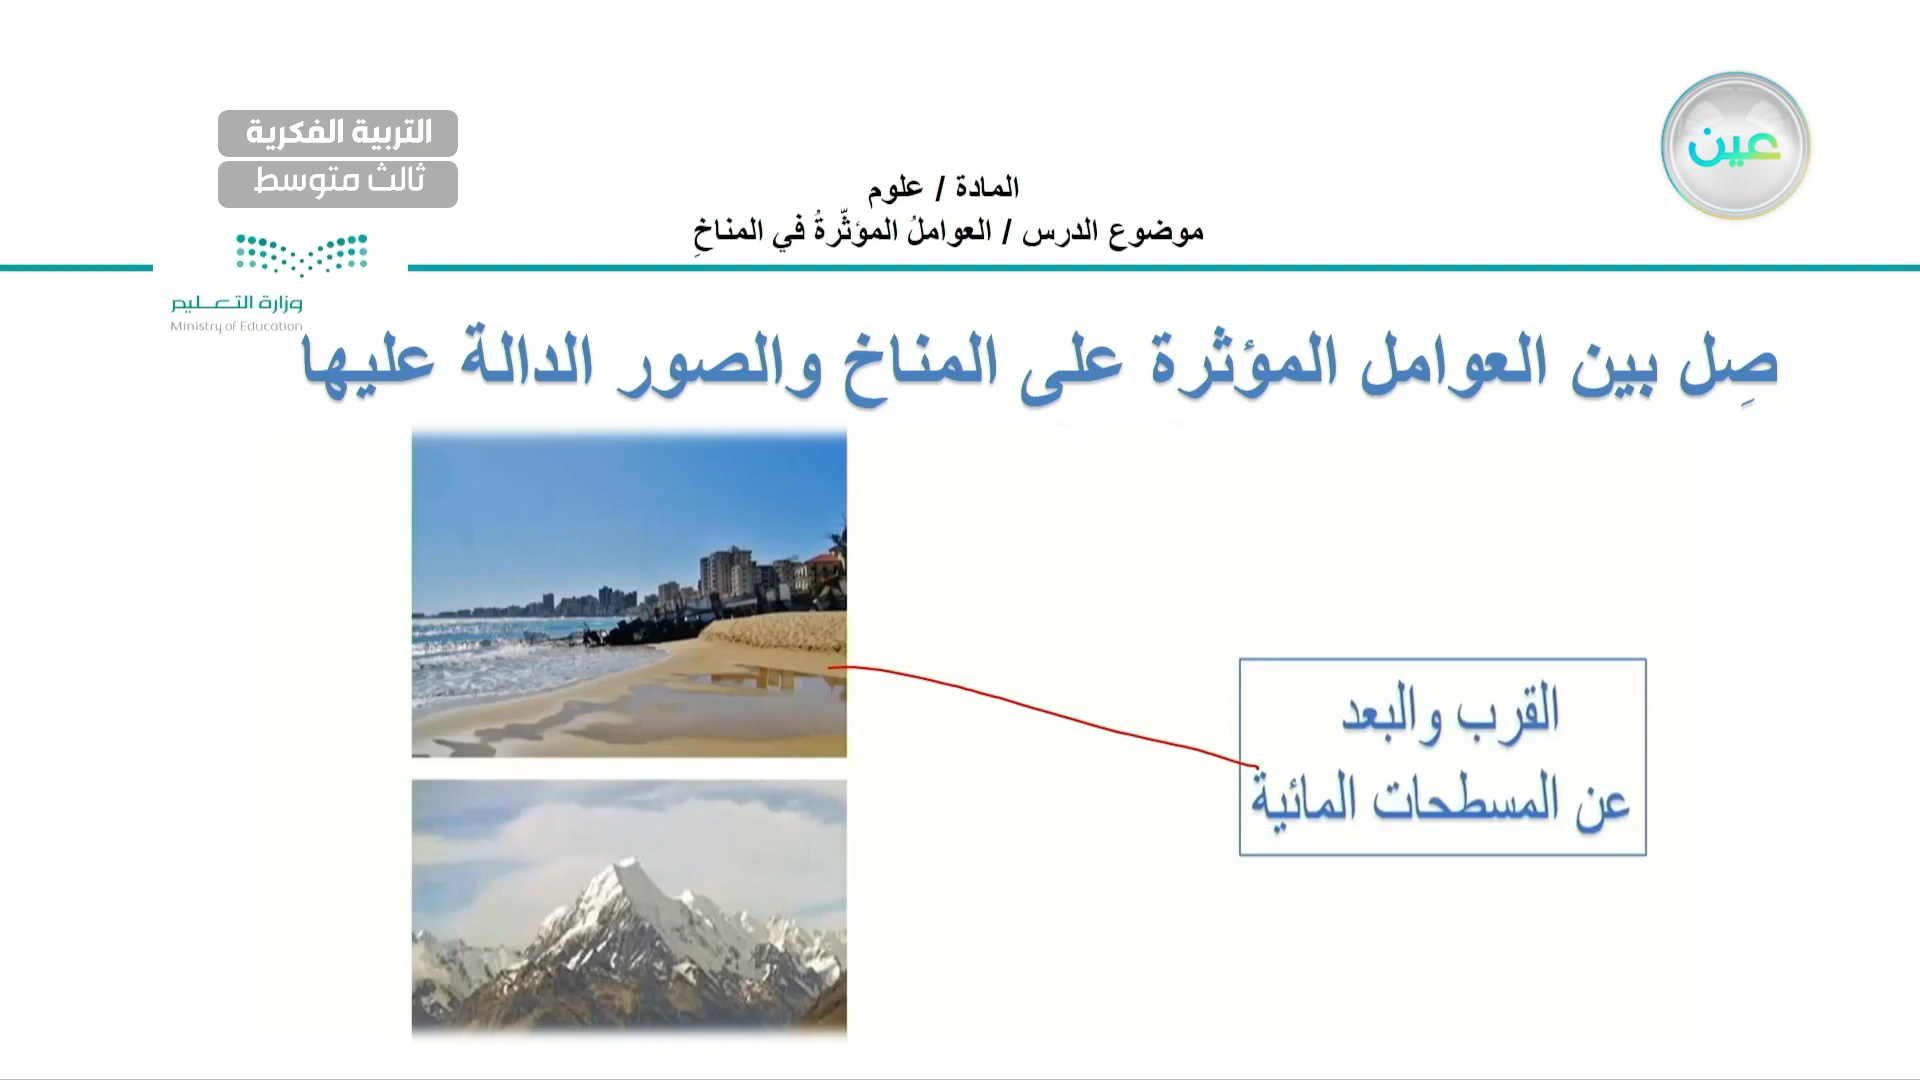 التربية الفكرية
ثالث متوسط
عين
المادة / علوم
موضوع الدرس / العواملُ المؤثّرةُ في المناخِ
وزارة التعليم
Ministry of Education
صِل بين العوامل المؤثرة على المناخ والصور الدالة عليها
القرب والبعد
عن المسطحات المائية